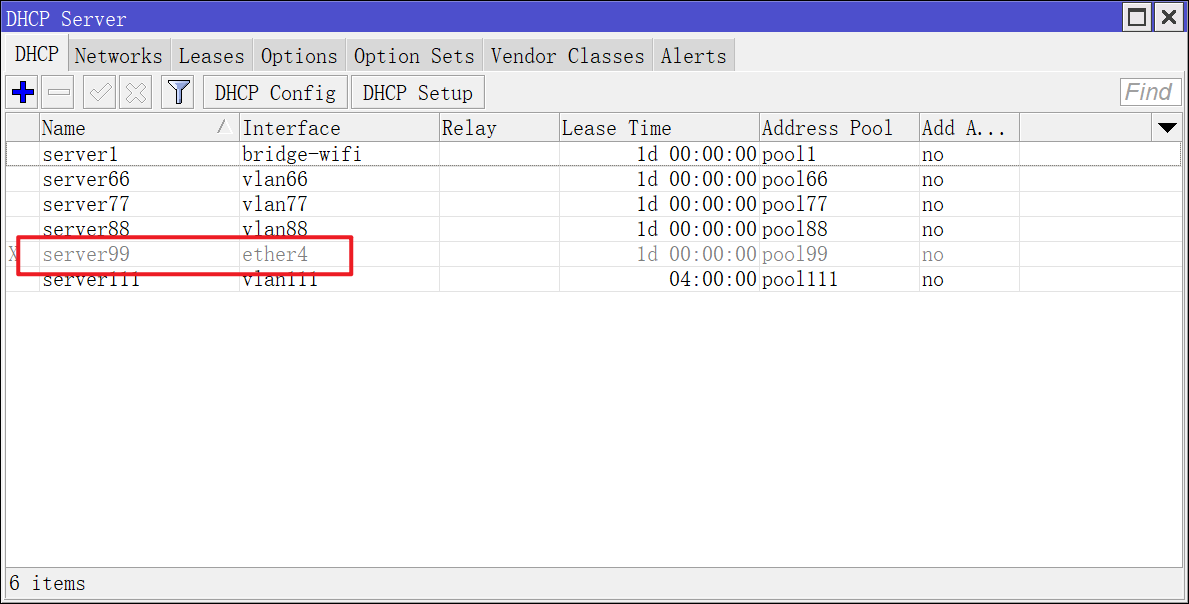 DHCP Server
DHCP Networks Leases Options Option Sets Vendor Classes Alerts
DHCP Config DHCP Setup Find
Name Interface Relay Lease Time Address Pool Add A...
server1 bridge-wifi 1d 00:00:00 pool1 no
server66 vlan66 1d 00:00:00 pool66 no
server77 vlan77 1d 00:00:00 pool77 no
server88 vlan88 1d 00:00:00 pool88 no
X server99 ether4 1d 00:00:00 pool99 no
server111 vlan111 04:00:00 pool111 no
6 items